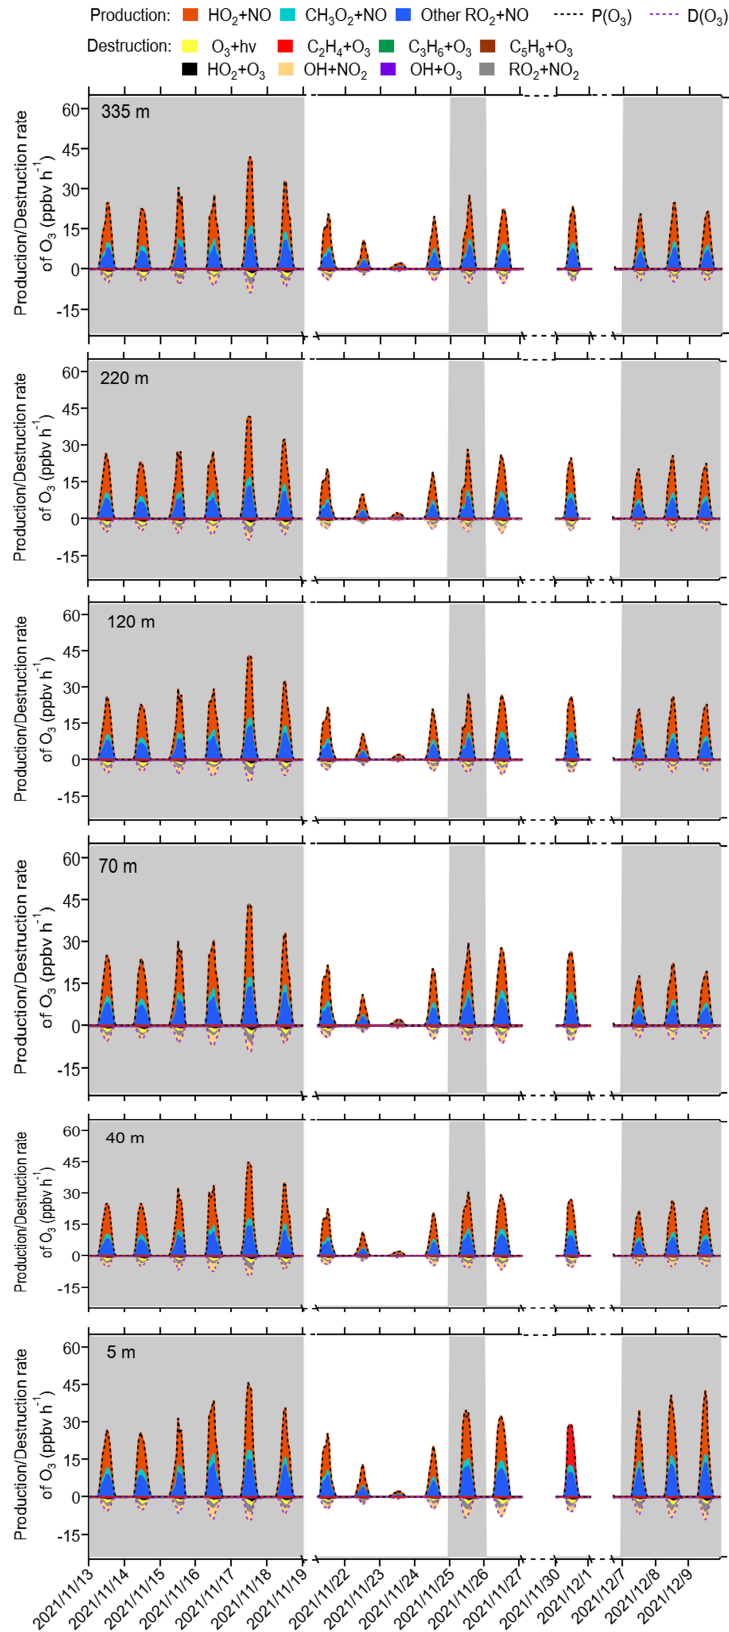 Production: HO2+NO CH3O2+NO Other RO2+NO P(O3) D(O3)
Destruction: O3+hv C2H4+O3 C3H6+O3 C5H8+O3
HO2+O3 OH+NO2 OH+O3 RO2+NO2
335 m
Production/Destruction rate
of O3 (ppbv h-1)
60
45
30
15
0
-15
220 m
Production/Destruction rate
of O3 (ppbv h-1)
60
45
30
15
0
-15
120 m
Production/Destruction rate
of O3 (ppbv h-1)
60
45
30
15
0
-15
70 m
Production/Destruction rate
of O3 (ppbv h-1)
60
45
30
15
0
-15
40 m
Production/Destruction rate
of O3 (ppbv h-1)
60
45
30
15
0
-15
5 m
Production/Destruction rate
of O3 (ppbv h-1)
60
45
30
15
0
-15
2021/11/13
2021/11/14
2021/11/15
2021/11/16
2021/11/17
2021/11/18
2021/11/19
2021/11/22
2021/11/23
2021/11/24
2021/11/25
2021/11/26
2021/11/27
2021/11/30
2021/12/1
2021/12/7
2021/12/8
2021/12/9